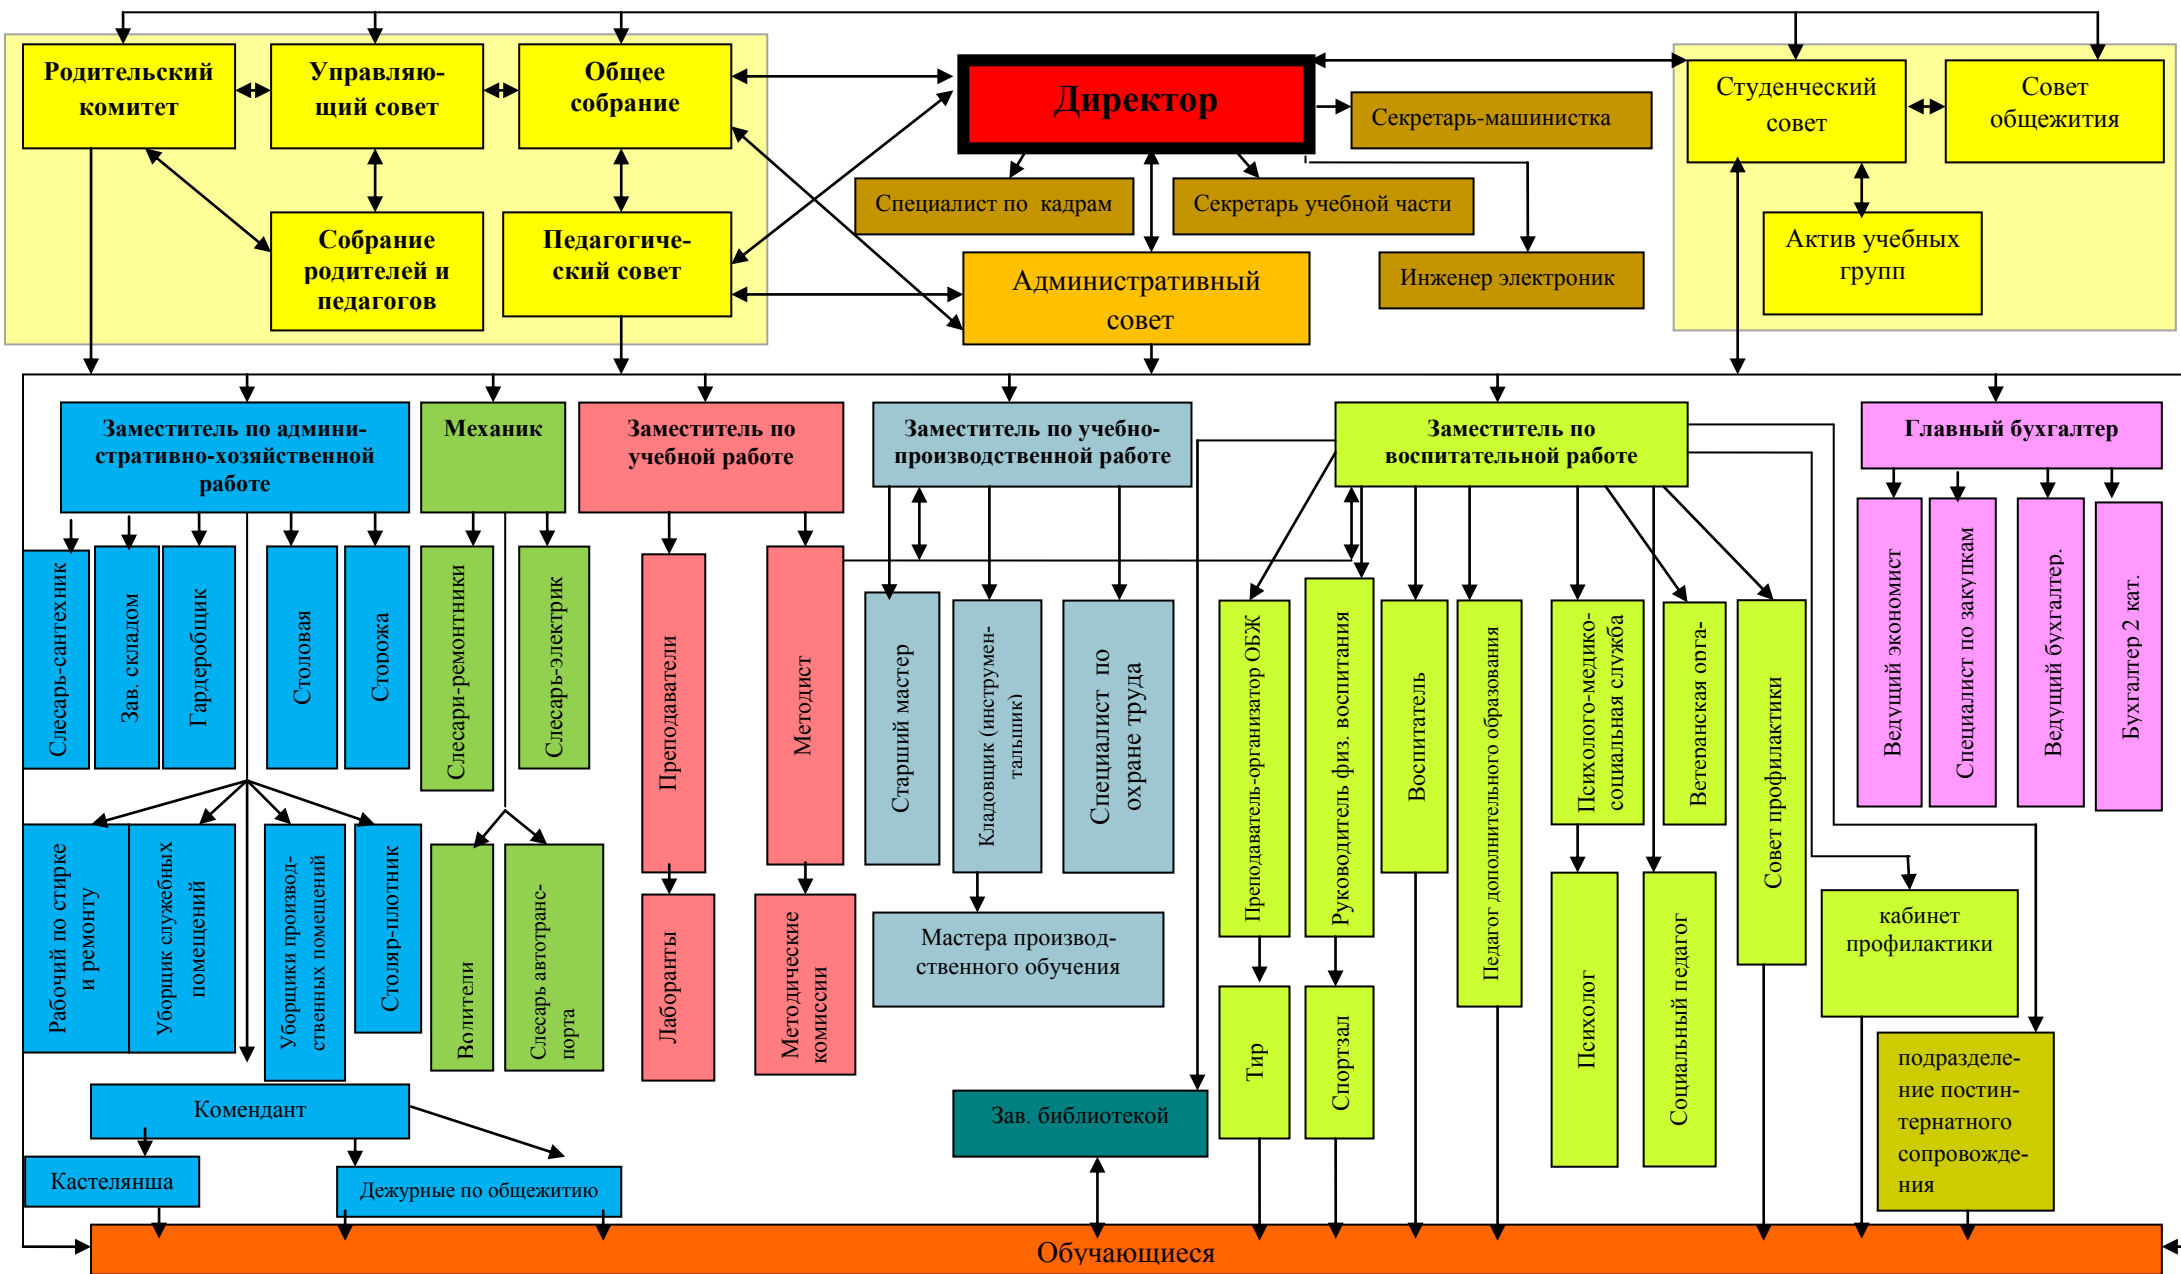 Родительский
комитет
Управляю-
щий совет
Общее
собрание
Директор
Секретарь-машинистка
Студенческий
совет
Совет
общежития
Специалист по  кадрам
Секретарь учебной части
Собрание
родителей и
педагогов
Педагогиче-
ский совет
Административный
совет
Инженер электроник
Актив учебных
групп
Заместитель по админи-
стративно-хозяйственной
работе
Механик
Заместитель по
учебной работе
Заместитель по учебно-
производственной работе
Заместитель по
воспитательной работе
Главный бухгалтер
Слесарь-сантехник
Зав. складом
Гардеробщик
Столовая
Сторожа
Слесари-ремонтники
Слесарь-электрик
Преподаватели
Методист
Старший мастер
Кладовщик (инструмен-
тальщик)
Специалист по
охране труда
Преподаватель-организатор ОБЖ
Руководитель физ. воспитания
Воспитатель
Педагог дополнительного образования
Психолого-медико-
социальная служба
Ветеранская орга-
Совет профилактики
Ведущий экономист
Специалист по закупкам
Ведущий бухгалтер.
Бухгалтер 2 кат.
Рабочий по стирке
и ремонту
Уборщик служебных
помещений
Уборщики производ-
ственных помещений
Столяр-плотник
Водители
Слесарь автотранс-
порта
Лаборанты
Методические
комиссии
Мастера производ-
ственного обучения
Тир
Спортзал
Психолог
Социальный педагог
кабинет
профилактики
подразделе-
ние постин-
тернатного
сопровожде-
ния
Комендант
Зав. библиотекой
Кастелянша
Дежурные по общежитию
Обучающиеся